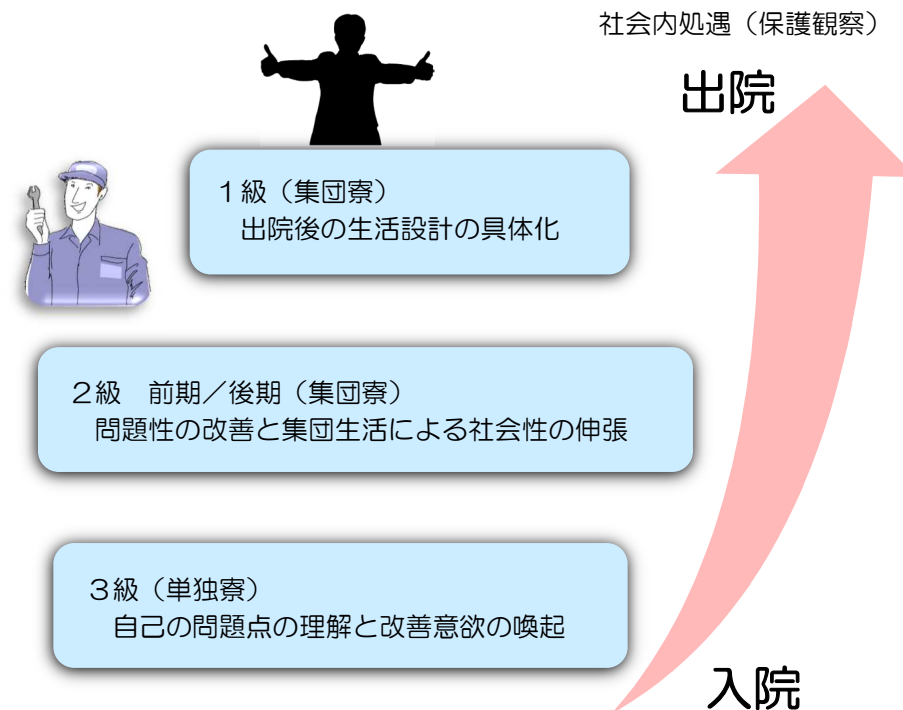 社会内処遇（保護観察）
出院
１級（集団寮）
出院後の生活設計の具体化
２級　前期／後期（集団寮）
問題性の改善と集団生活による社会性の伸張
３級（単独寮）
自己の問題点の理解と改善意欲の喚起
入院